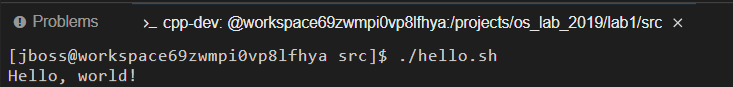 Problems
>_ cpp-dev: @workspace69zwmpi0vp8lfhya:/projects/os_lab_2019/lab1/src ×
[jboss@workspace69zwmpi0vp8lfhya src]$ ./hello.sh
Hello, world!